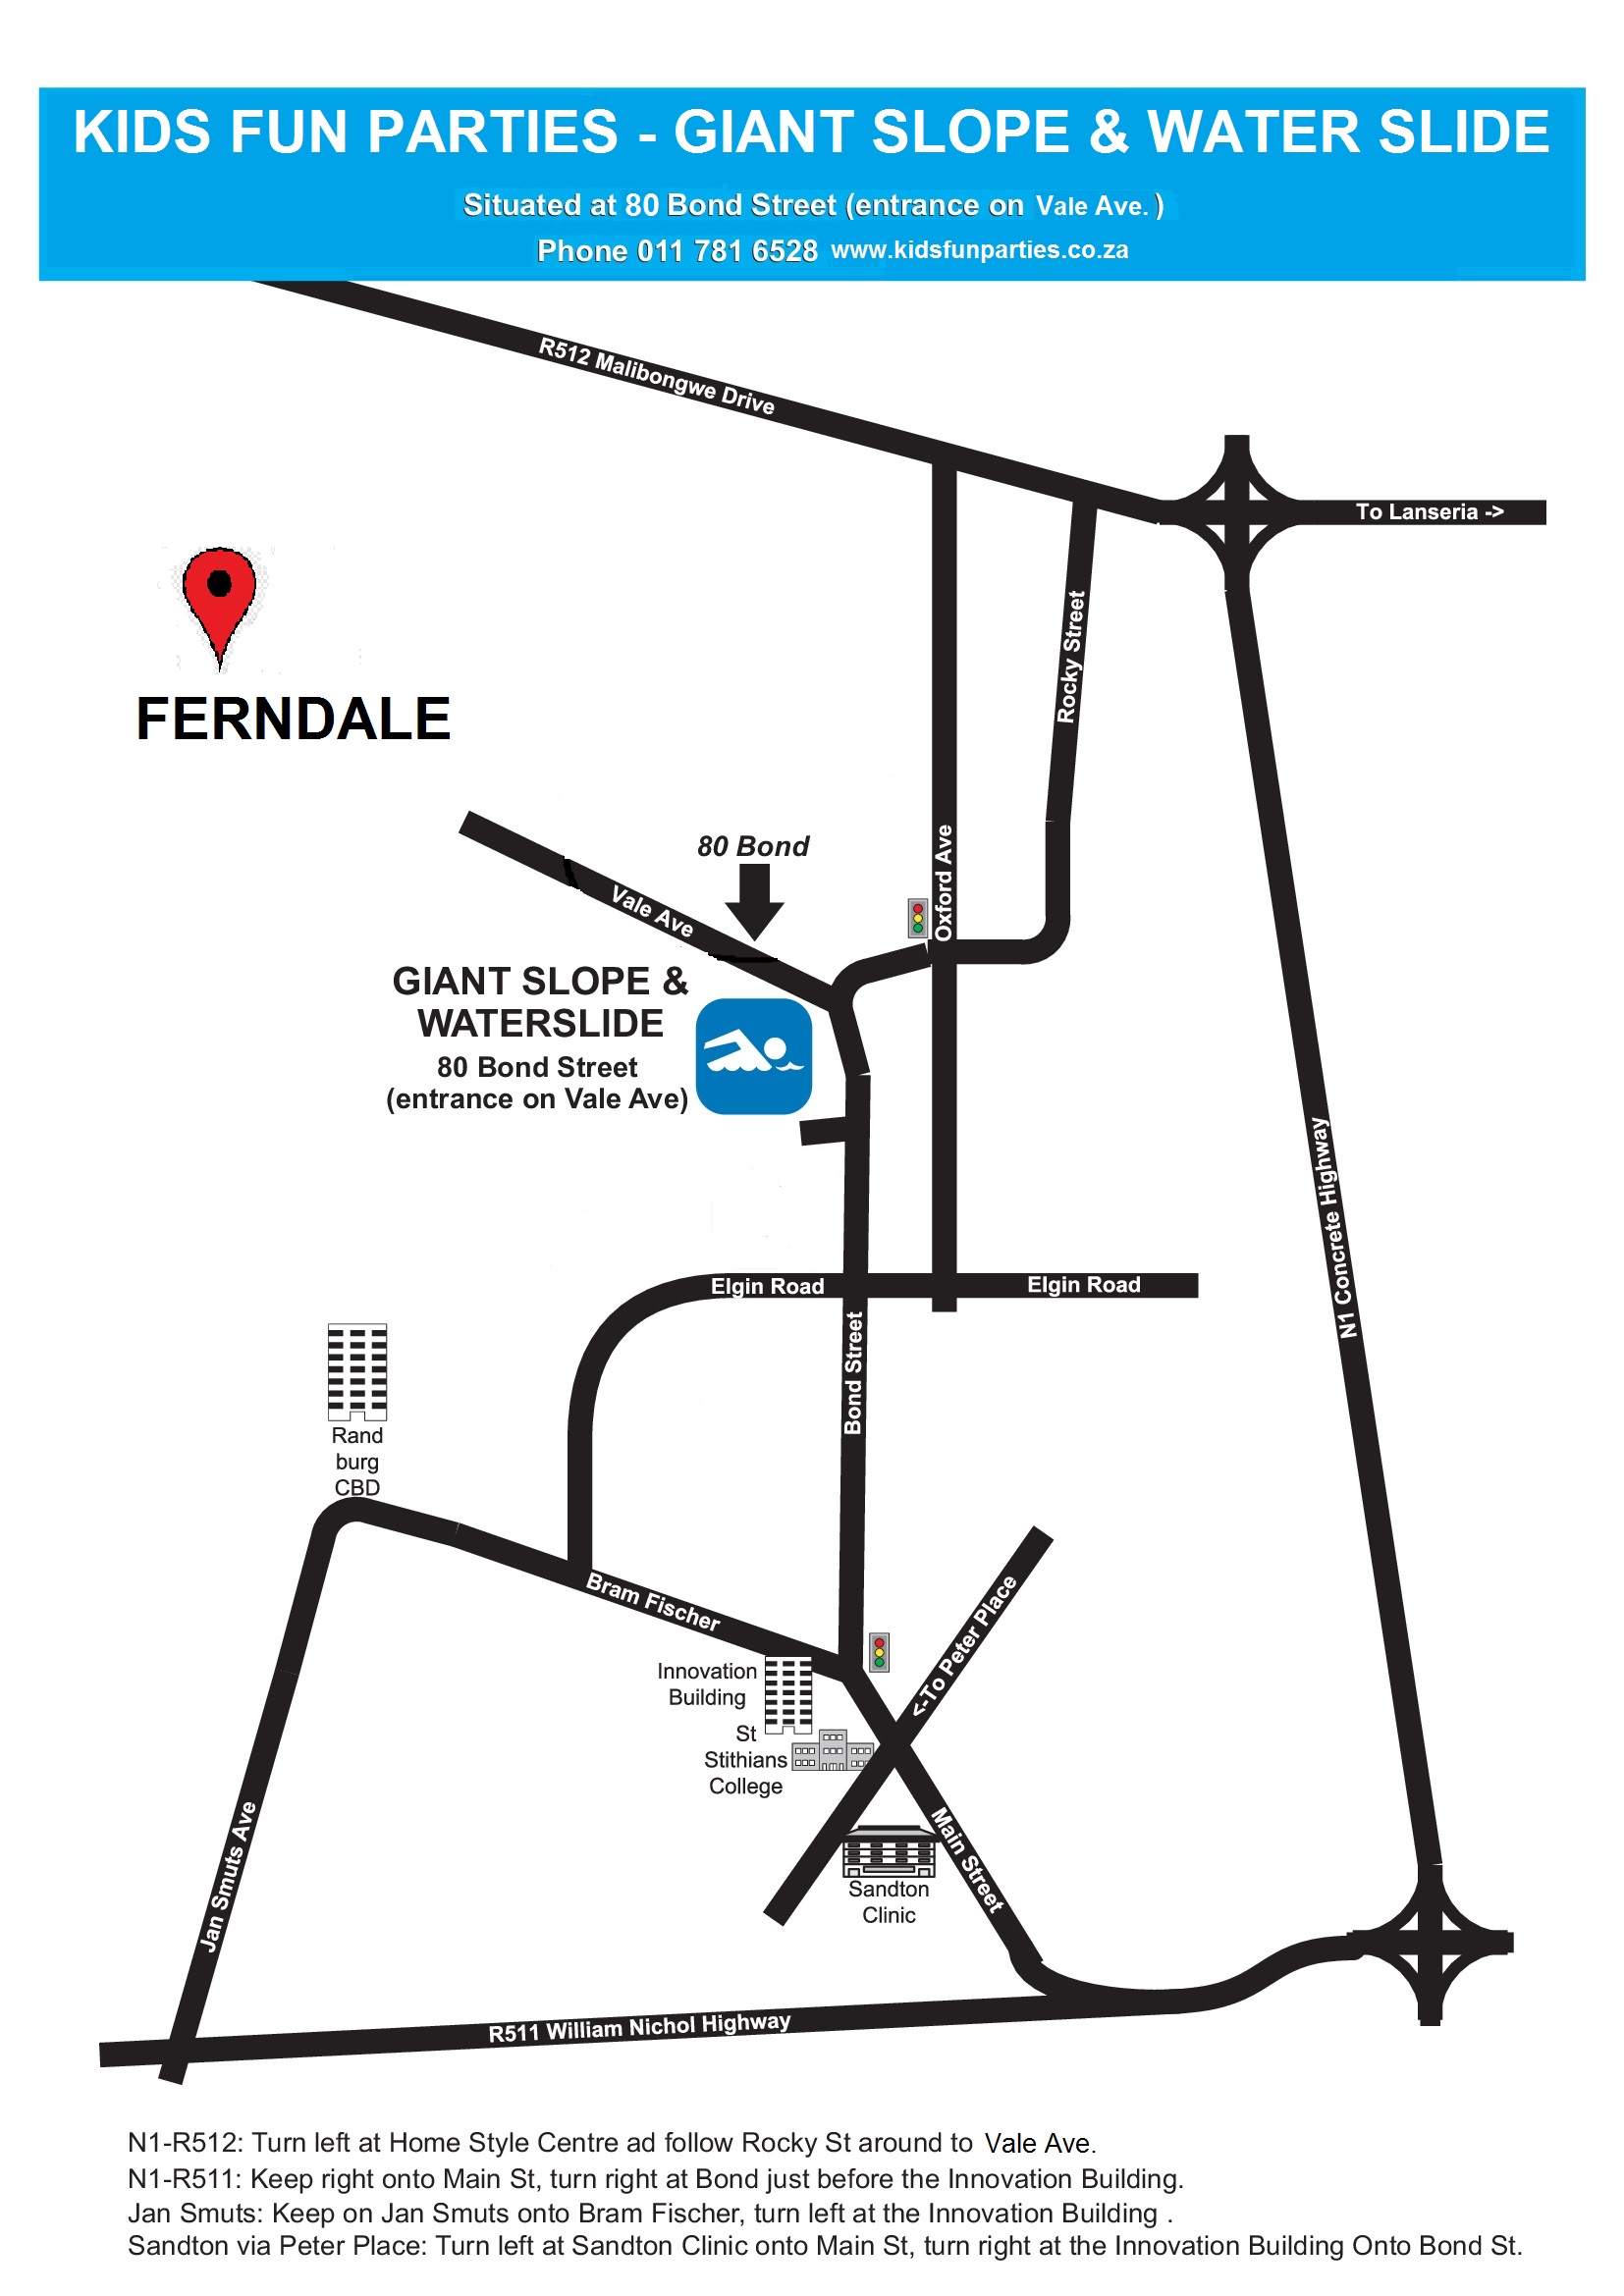 KIDS FUN PARTIES - GIANT SLOPE & WATER SLIDE
Situated at 80 Bond Street (entrance on Vale Ave. )
Phone 011 781 6528 www.kidsfunparties.co.za
R512 Malibongwe Drive
To Lanseria ->
Rocky Street
FERNDALE
80 Bond
Oxford Ave
Vale Ave
GIANT SLOPE &
WATERSLIDE
80 Bond Street
(entrance on Vale Ave)
N1 Concrete Highway
Elgin Road
Elgin Road
Bond Street
Rand
burg
CBD
Bram Fischer
<-To Peter Place
Innovation
Building
St
Stithians
College
Main Street
Sandton
Clinic
Jan Smuts Ave
R511 William Nichol Highway
N1-R512: Turn left at Home Style Centre ad follow Rocky St around to Vale Ave.
N1-R511: Keep right onto Main St, turn right at Bond just before the Innovation Building.
Jan Smuts: Keep on Jan Smuts onto Bram Fischer, turn left at the Innovation Building .
Sandton via Peter Place: Turn left at Sandton Clinic onto Main St, turn right at the Innovation Building Onto Bond St.